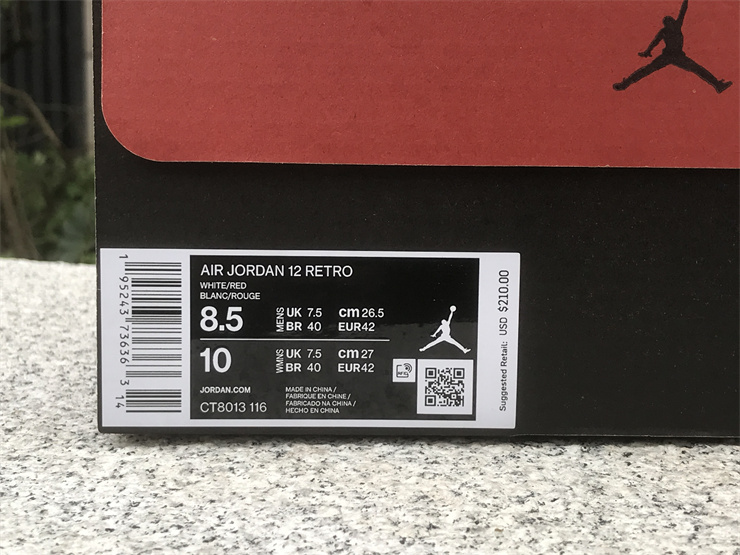 AIR JORDAN 12 RETRO
WHITE/RED
BLANC/ROUGE
8.5 MENS UK 7.5 cm 26.5
BR 40 EUR42
10 WMNS UK 7.5 cm 27
BR 40 EUR42
JORDAN.COM
CT8013 116
MADE IN CHINA /
FABRIQUE EN CHINE /
FABRICADO NA CHINA /
HECHO EN CHINA
1 95243 73636 3 14
Suggested Retail: USD $210.00